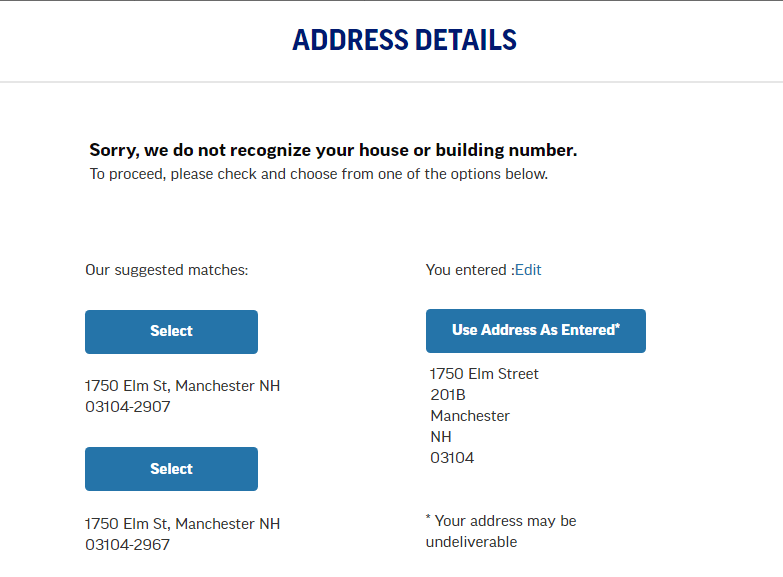 ADDRESS DETAILS
Sorry, we do not recognize your house or building number.
To proceed, please check and choose from one of the options below.
Our suggested matches:
Select
1750 Elm St, Manchester NH
03104-2907
Select
1750 Elm St, Manchester NH
03104-2967
You entered :Edit
Use Address As Entered*
1750 Elm Street
201B
Manchester
NH
03104
* Your address may be
undeliverable